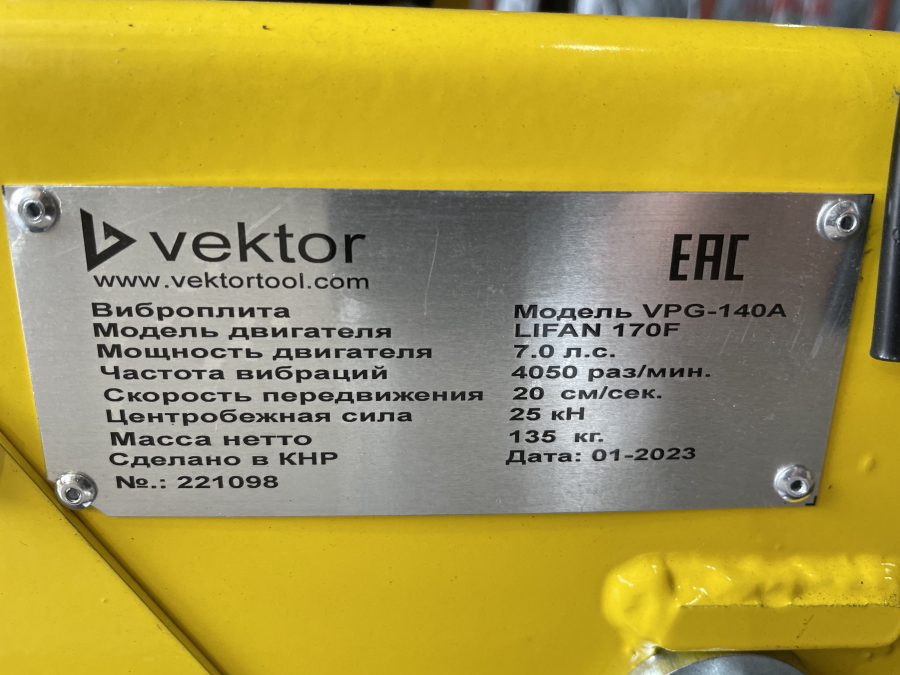 vektor
EAC
www.vektortool.com
Виброплита Модель VPG-140A
Модель двигателя LIFAN 170F
Мощность двигателя 7.0 л.с.
Частота вибраций 4050 раз/мин.
Скорость передвижения 20 см/сек.
Центробежная сила 25 кН
Масса нетто 135 кг.
Сделано в КНР Дата: 01-2023
№.: 221098